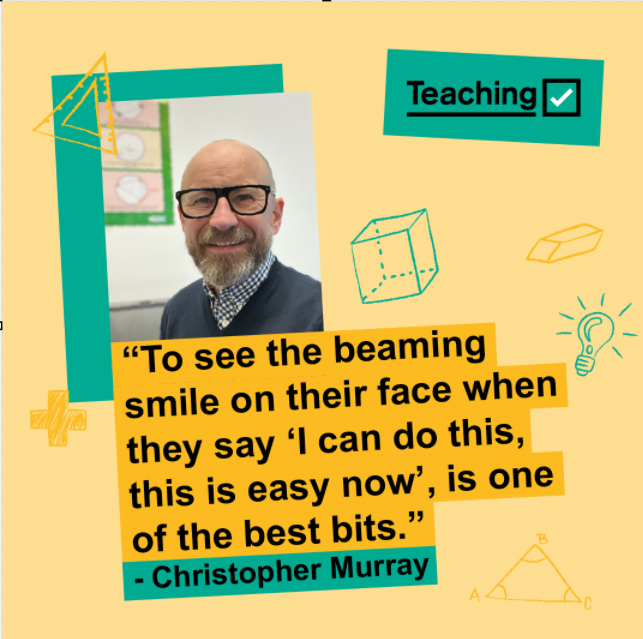 Teaching
“To see the beaming
smile on their face when
they say ‘I can do this,
this is easy now’, is one
of the best bits.”
- Christopher Murray
B
A
C